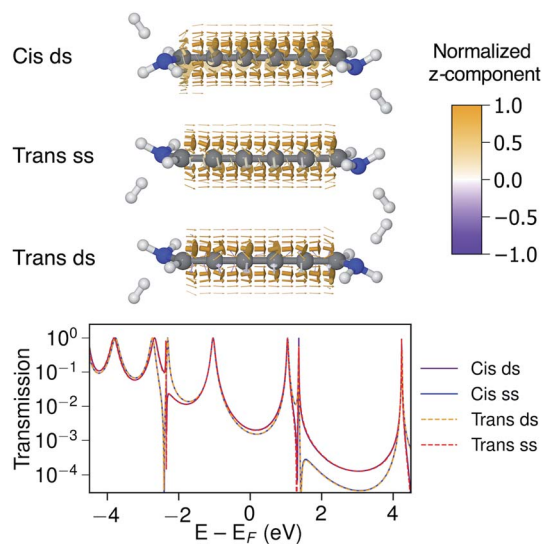 Cis ds
Trans ss
Trans ds
Normalized
z-component
1.0
0.5
0.0
−0.5
−1.0
Transmission
10⁰
10⁻¹
10⁻²
10⁻³
10⁻⁴
−4
−2
0
2
4
E − E_F (eV)
Cis ds
Cis ss
Trans ds
Trans ss